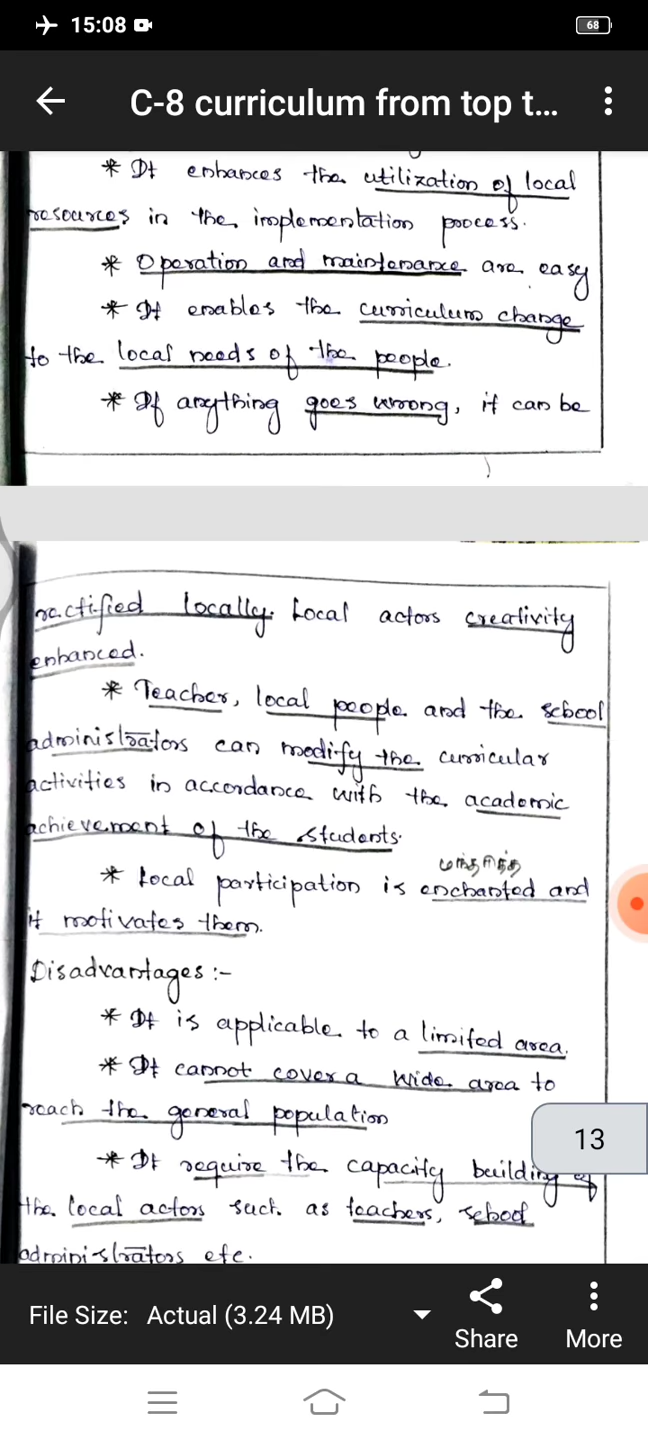 15:08
68
C-8 curriculum from top t...
* It enhances the utilization of local
resources in the implementation process.
* Operation and maintenance are easy
* It enables the curriculum change
to the local needs of the people.
* If anything goes wrong, it can be
ractified locally. Local actors creativity
enhanced.
* Teacher, local people and the school
administrators can modify the curricular
activities in accordance with the academic
achievement of the students.
* Local participation is enchanted and
it motivates them.
Disadvantages :-
* It is applicable to a limited area.
* It cannot cover a wide area to
reach the general population
13
* It require the capacity building of
the local actors such as teachers, school
administrators etc.
File Size: Actual (3.24 MB)
Share
More